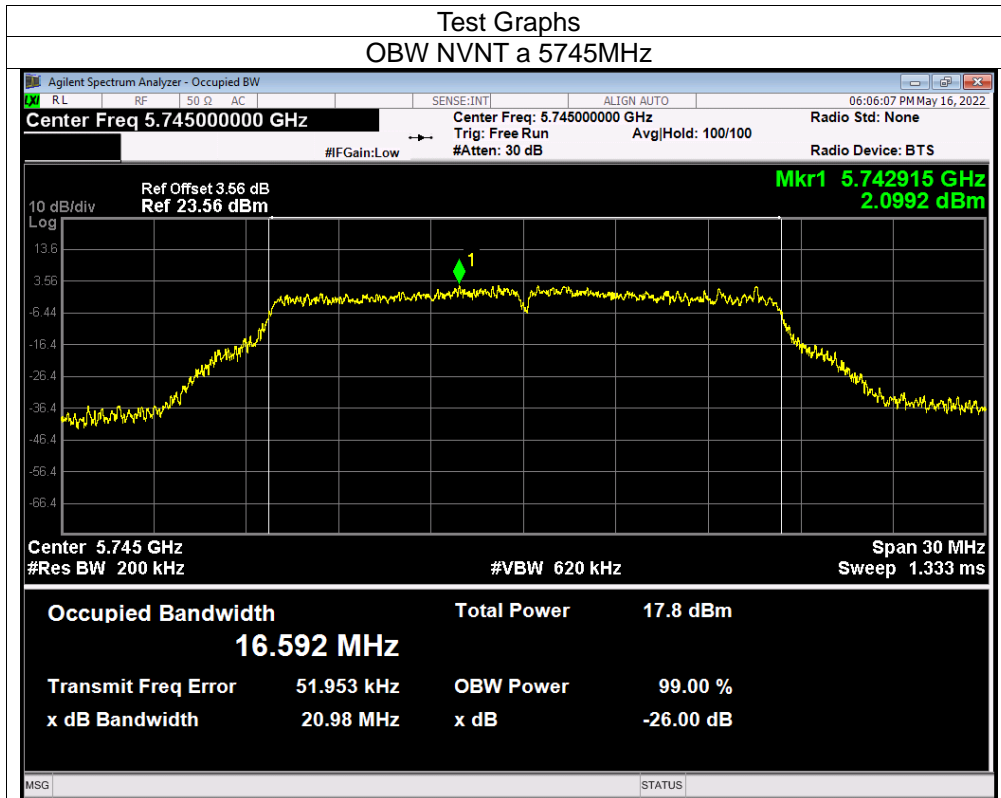 Test Graphs
OBW NVNT a 5745MHz
Agilent Spectrum Analyzer - Occupied BW
LXI RL RF 50 Ω AC SENSE:INT ALIGN AUTO 06:06:07 PM May 16, 2022
Center Freq 5.745000000 GHz Center Freq: 5.745000000 GHz Radio Std: None
Trig: Free Run Avg|Hold: 100/100
#IFGain:Low #Atten: 30 dB Radio Device: BTS
Mkr1 5.742915 GHz
2.0992 dBm
Ref Offset 3.56 dB
10 dB/div Ref 23.56 dBm
Log
13.6
1
3.56
-6.44
-16.4
-26.4
-36.4
-46.4
-56.4
-66.4
Center 5.745 GHz Span 30 MHz
#Res BW 200 kHz #VBW 620 kHz Sweep 1.333 ms
Occupied Bandwidth Total Power 17.8 dBm
16.592 MHz
Transmit Freq Error 51.953 kHz OBW Power 99.00 %
x dB Bandwidth 20.98 MHz x dB -26.00 dB
MSG STATUS